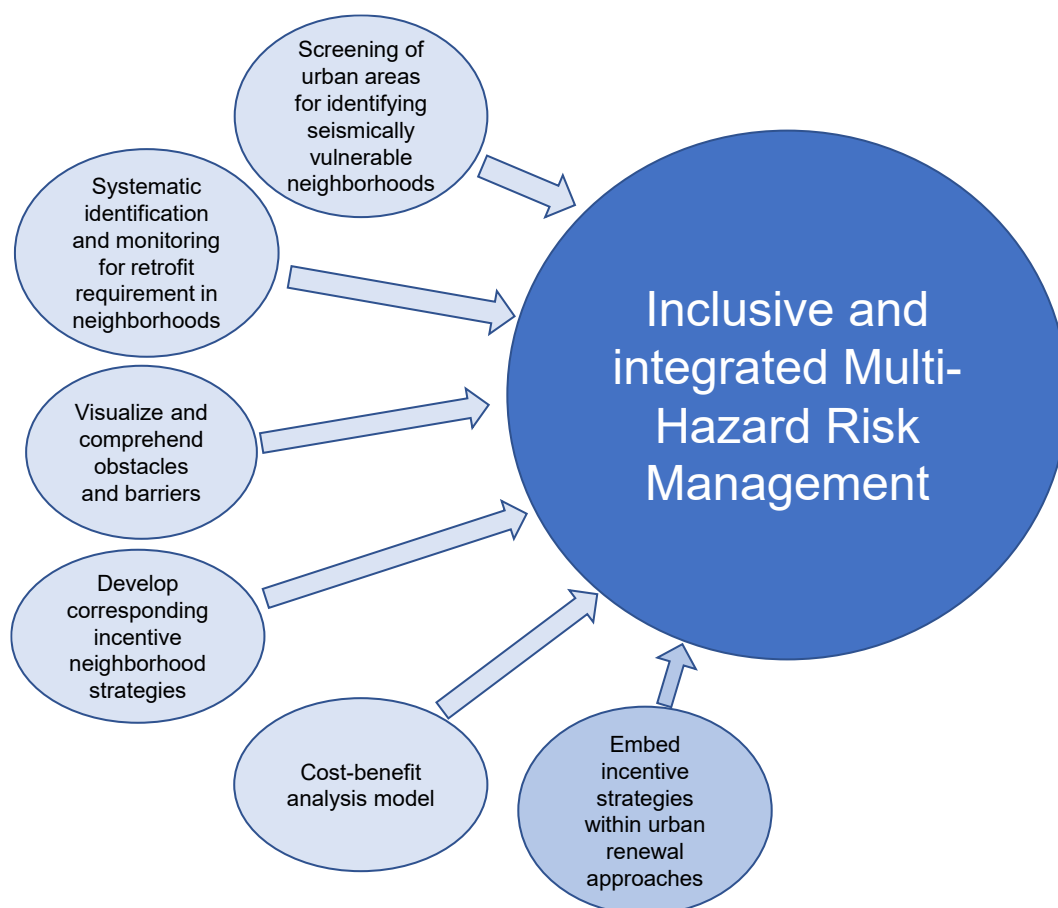 Screening of
urban areas
for identifying
seismically
vulnerable
neighborhoods
Systematic
identification
and monitoring
for retrofit
requirement in
neighborhoods
Visualize and
comprehend
obstacles
and barriers
Develop
corresponding
incentive
neighborhood
strategies
Cost-benefit
analysis model
Embed
incentive
strategies
within urban
renewal
approaches
Inclusive and
integrated Multi-
Hazard Risk
Management